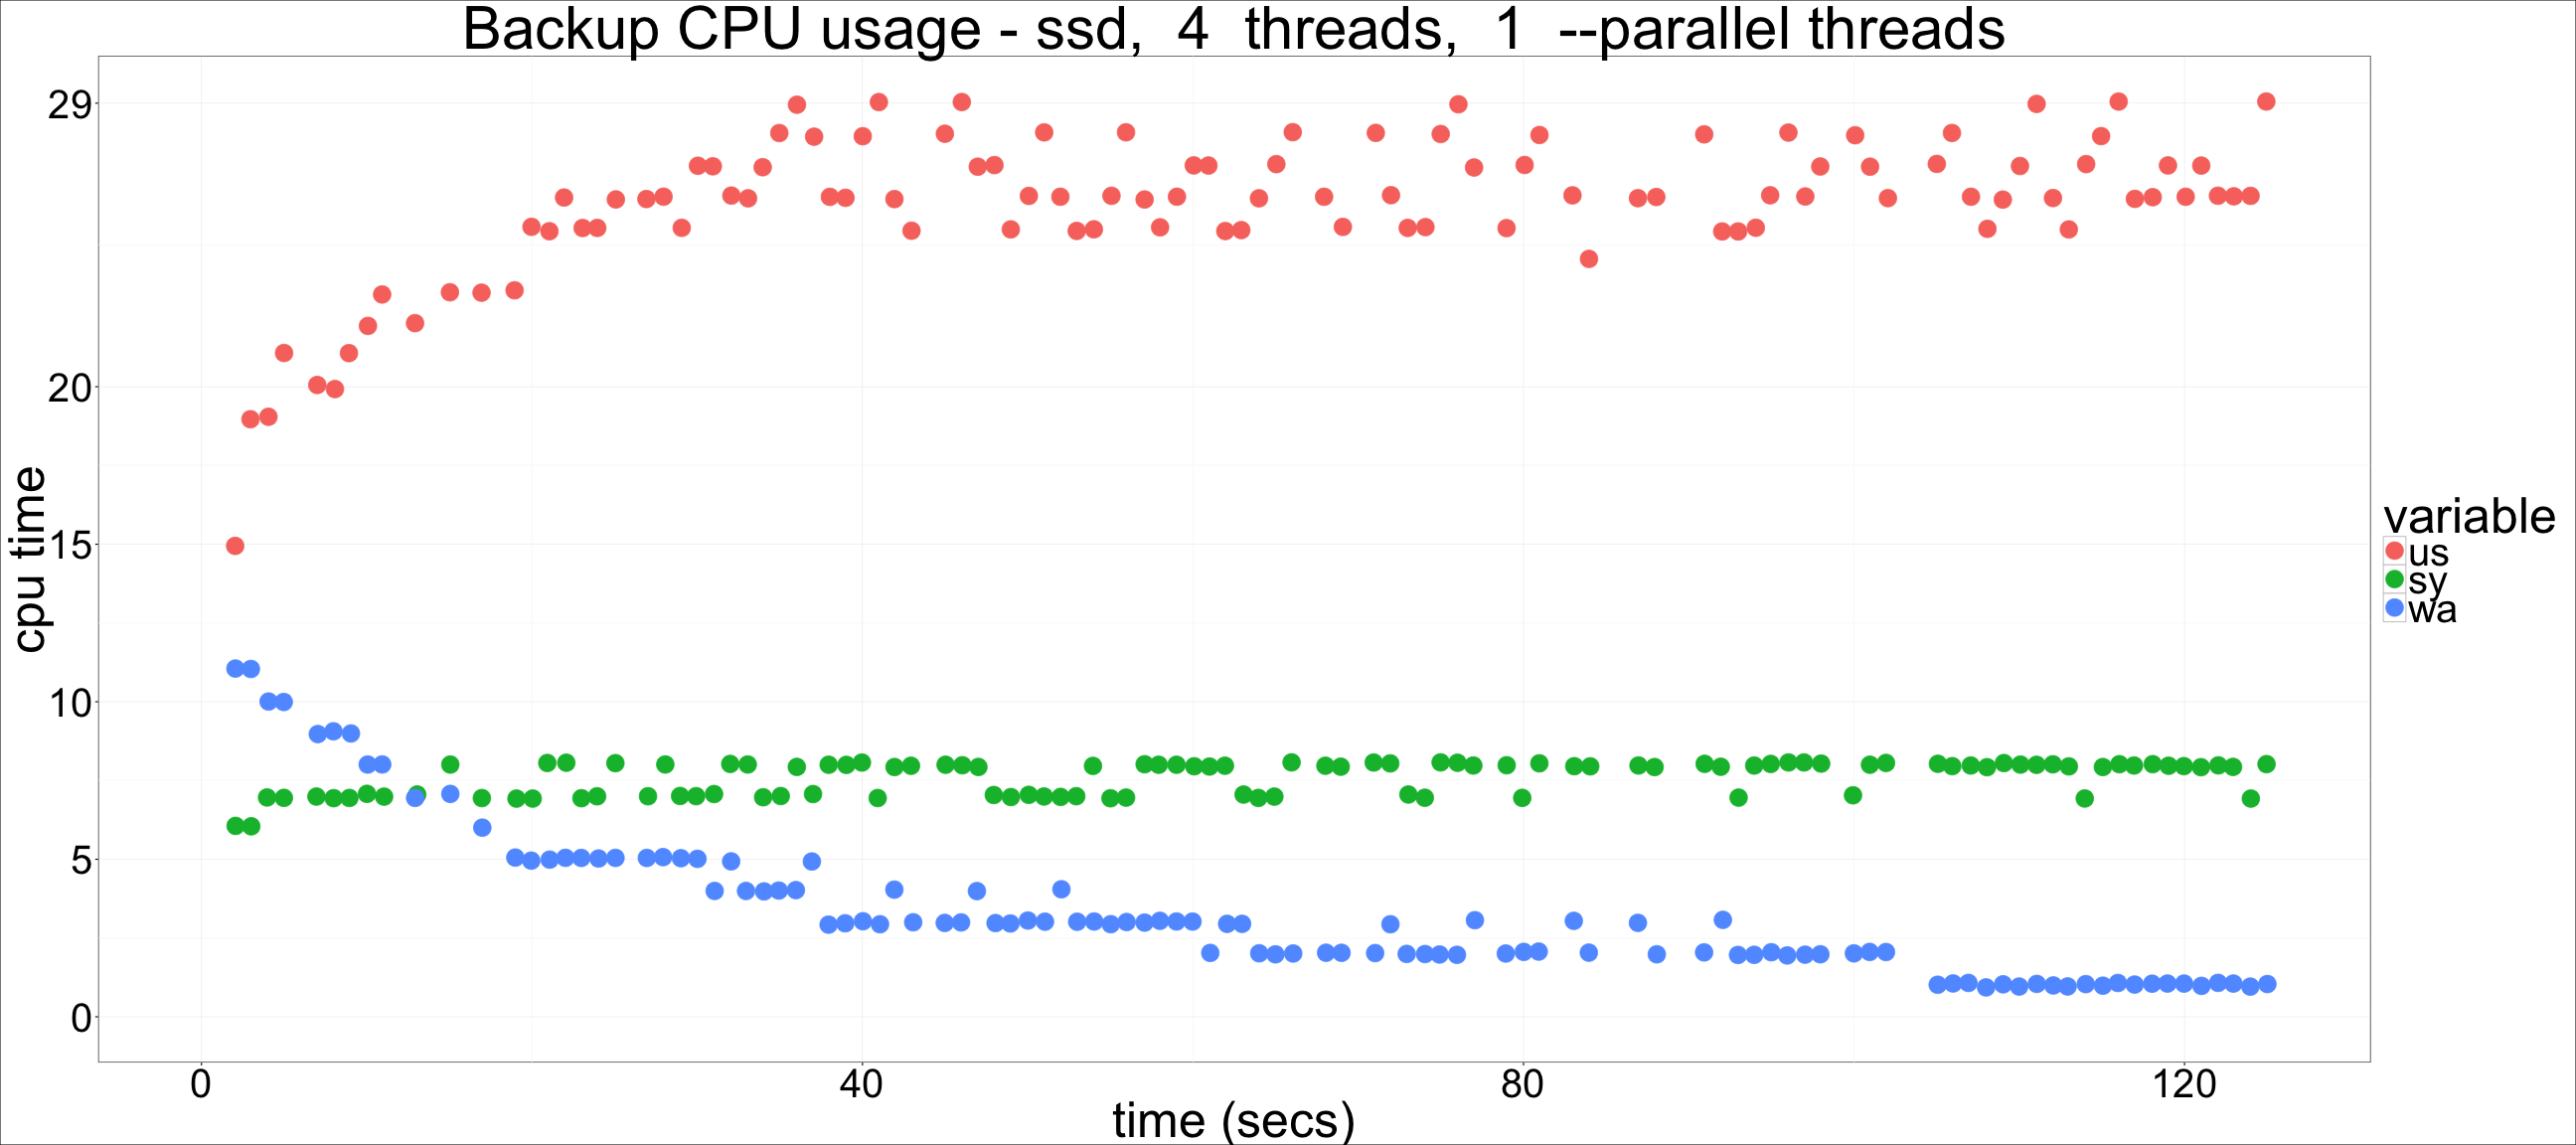 Backup CPU usage - ssd,  4  threads,  1  --parallel threads
29
20
15
10
5
0
cpu time
0 40 80 120
time (secs)
variable
us
sy
wa